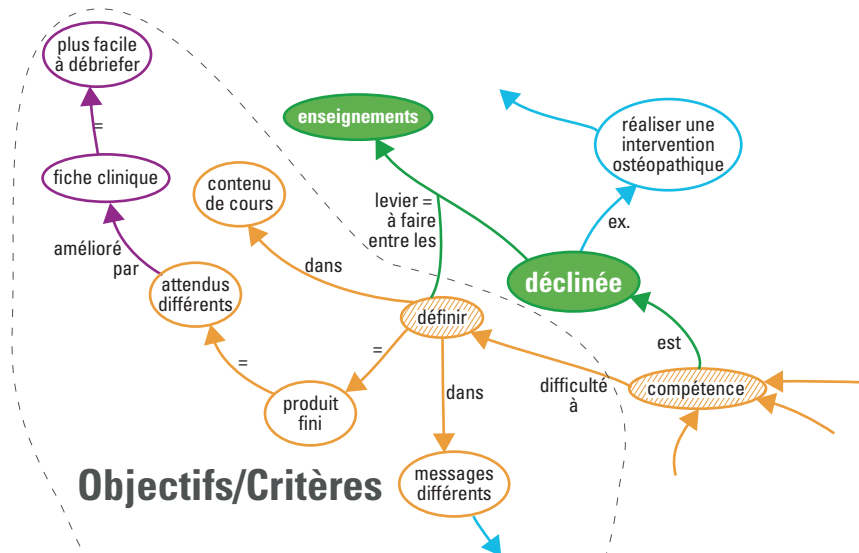 plus facile
à débriefer
=
fiche clinique
amélioré
par
attendus
différents
=
produit
fini
=
contenu
de cours
dans
enseignements
levier =
à faire
entre les
réaliser une
intervention
ostéopathique
ex.
déclinée
est
définir
dans
difficulté
à
compétence
messages
différents
Objectifs/Critères